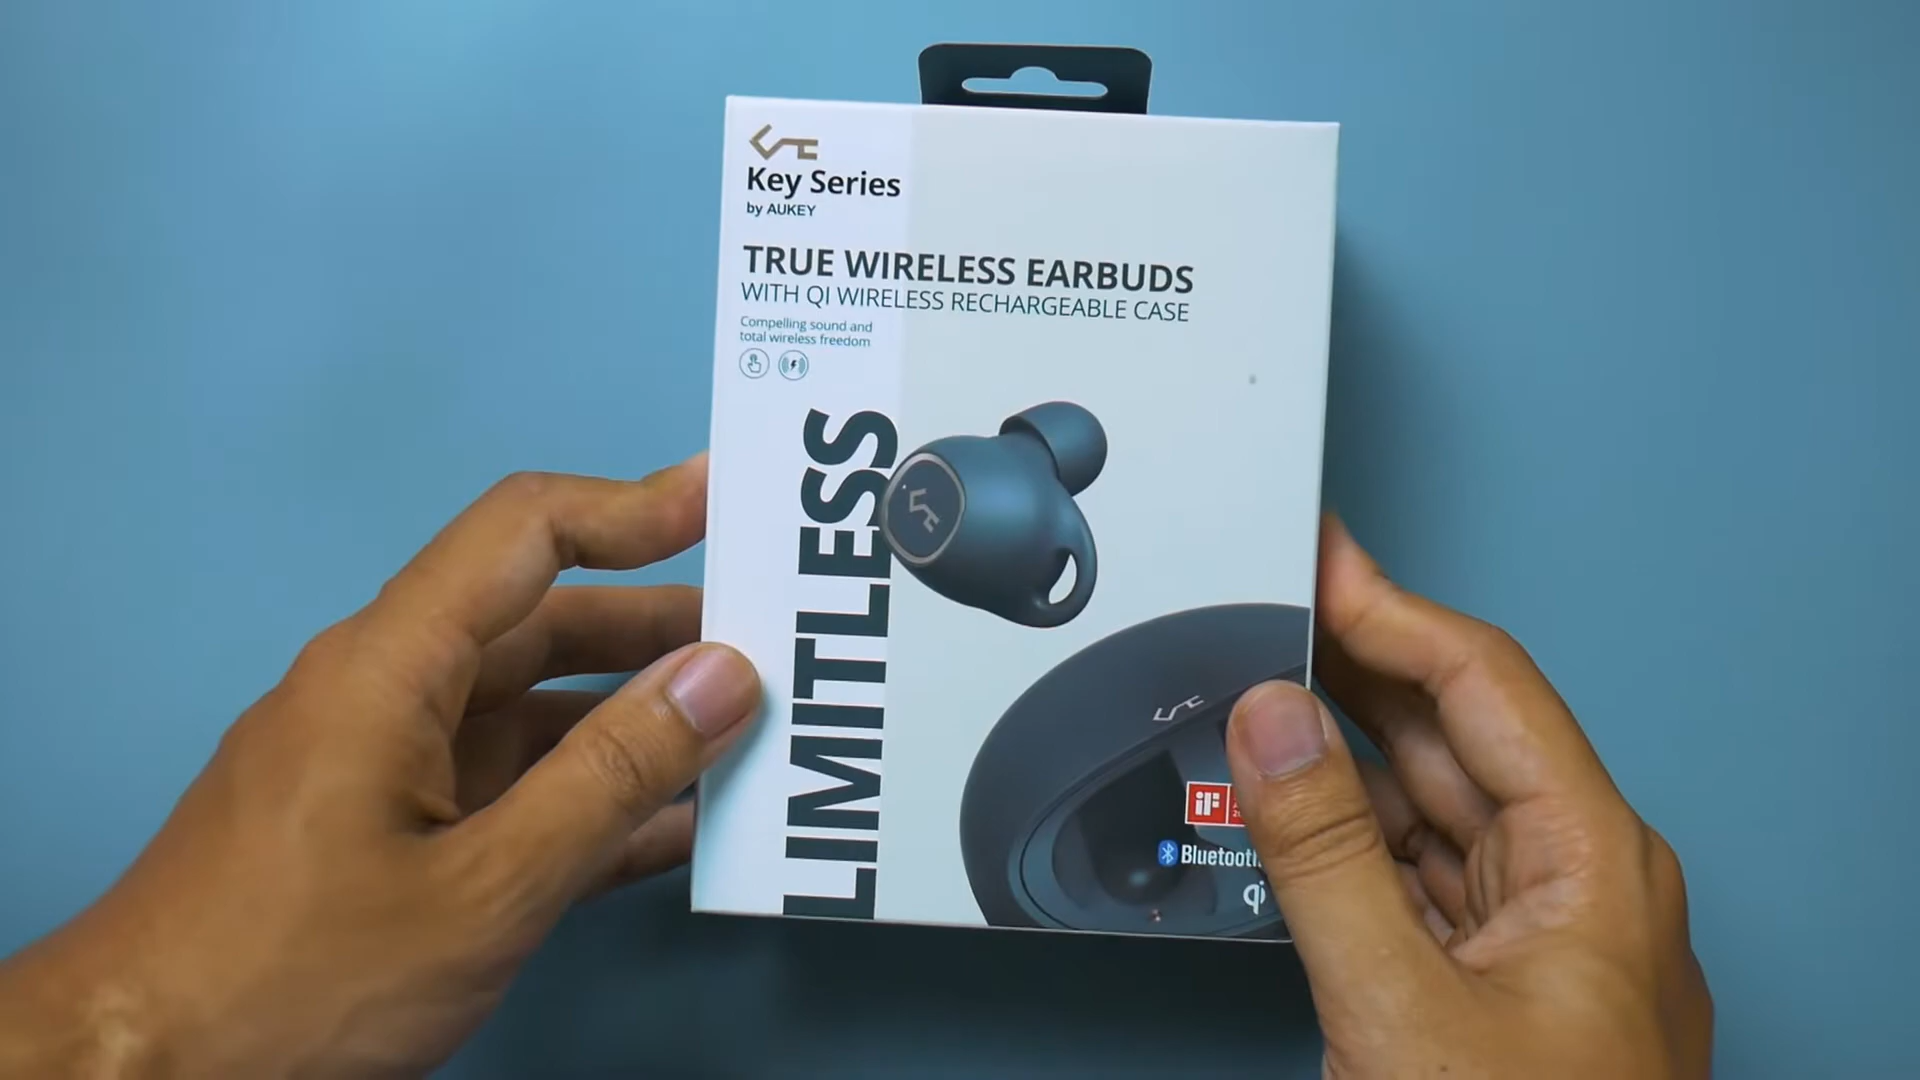 Key Series
by AUKEY
TRUE WIRELESS EARBUDS
WITH QI WIRELESS RECHARGEABLE CASE
Compelling sound and
total wireless freedom
LIMITLESS
iF
Bluetooth
qi